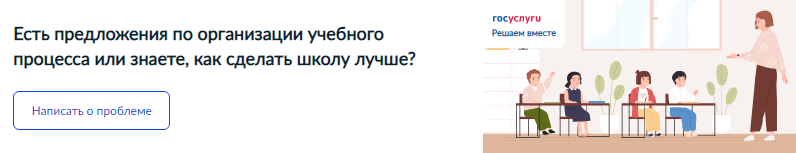 Есть предложения по организации учебного
процесса или знаете, как сделать школу лучше?
Написать о проблеме
госуслуги
Решаем вместе